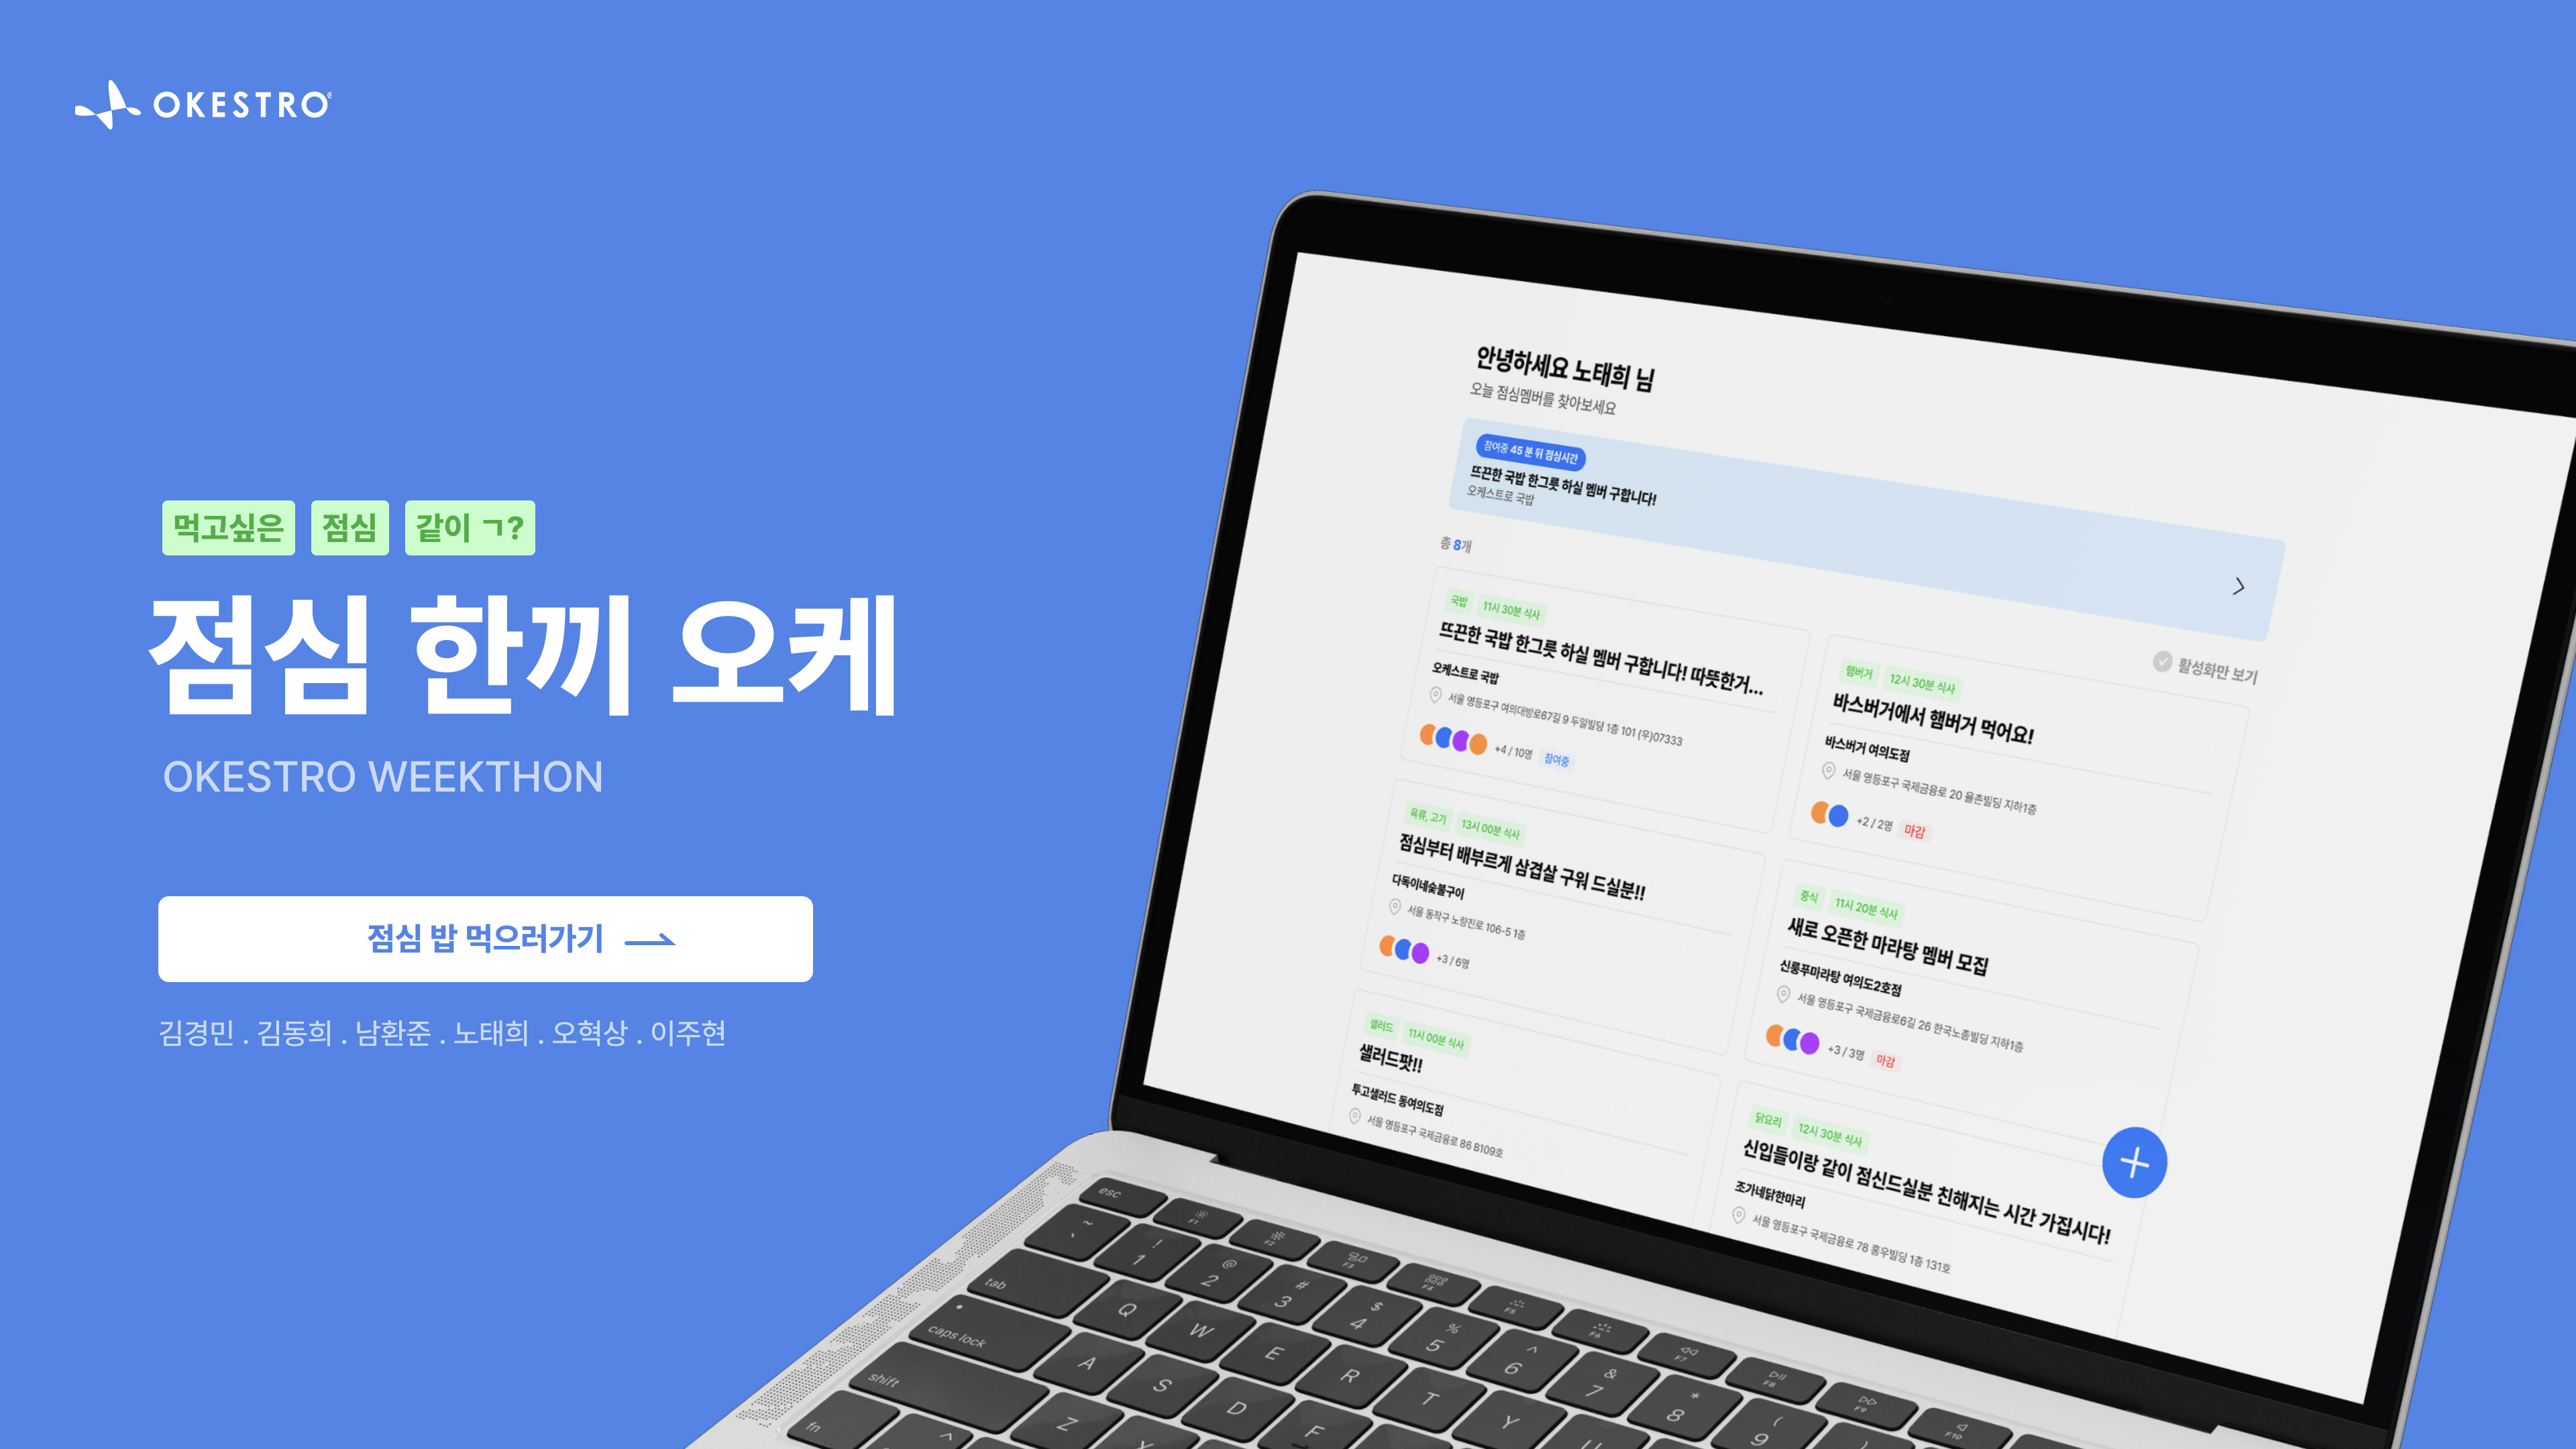 OKESTRO
먹고싶은 점심 같이 ㄱ?
점심 한끼 오케
OKESTRO WEEKTHON
점심 밥 먹으러가기
김경민 . 김동희 . 남환준 . 노태희 . 오혁상 . 이주현
안녕하세요 노태희 님
오늘 점심멤버를 찾아보세요
참여중 45 분 뒤 점심시간
뜨끈한 국밥 한그릇 하실 멤버 구합니다!
오케스트로 국밥
총 8개
활성화만 보기
국밥 11시 30분 식사
뜨끈한 국밥 한그릇 하실 멤버 구합니다! 따뜻한거...
오케스트로 국밥
서울 영등포구 여의대방로67길 9 두일빌딩 1층 101 (우)07333
+4 / 10명 참여중
햄버거 12시 30분 식사
바스버거에서 햄버거 먹어요!
바스버거 여의도점
서울 영등포구 국제금융로 20 율촌빌딩 지하1층
+2 / 2명 마감
육류, 고기 13시 00분 식사
점심부터 배부르게 삼겹살 구워 드실분!!
다독이네숯불구이
서울 동작구 노량진로 106-5 1층
+3 / 6명
중식 11시 20분 식사
새로 오픈한 마라탕 멤버 모집
신룽푸마라탕 여의도2호점
서울 영등포구 국제금융로6길 26 한국노총빌딩 지하1층
+3 / 3명 마감
샐러드 11시 00분 식사
샐러드팟!!
투고샐러드 동여의도점
서울 영등포구 국제금융로 86 B109호
닭요리 12시 30분 식사
신입들이랑 같이 점신드실분 친해지는 시간 가집시다!
조가네닭한마리
서울 영등포구 국제금융로 78 홍우빌딩 1층 131호
esc F1 F2 F3 F4 F5 F6 F7 F8 F9 F10
~ ` ! 1 @ 2 # 3 $ 4 % 5 ^ 6 & 7 * 8 ( 9 )
tab Q W E R T Y U
caps lock A S D F
shift Z X
fn ^